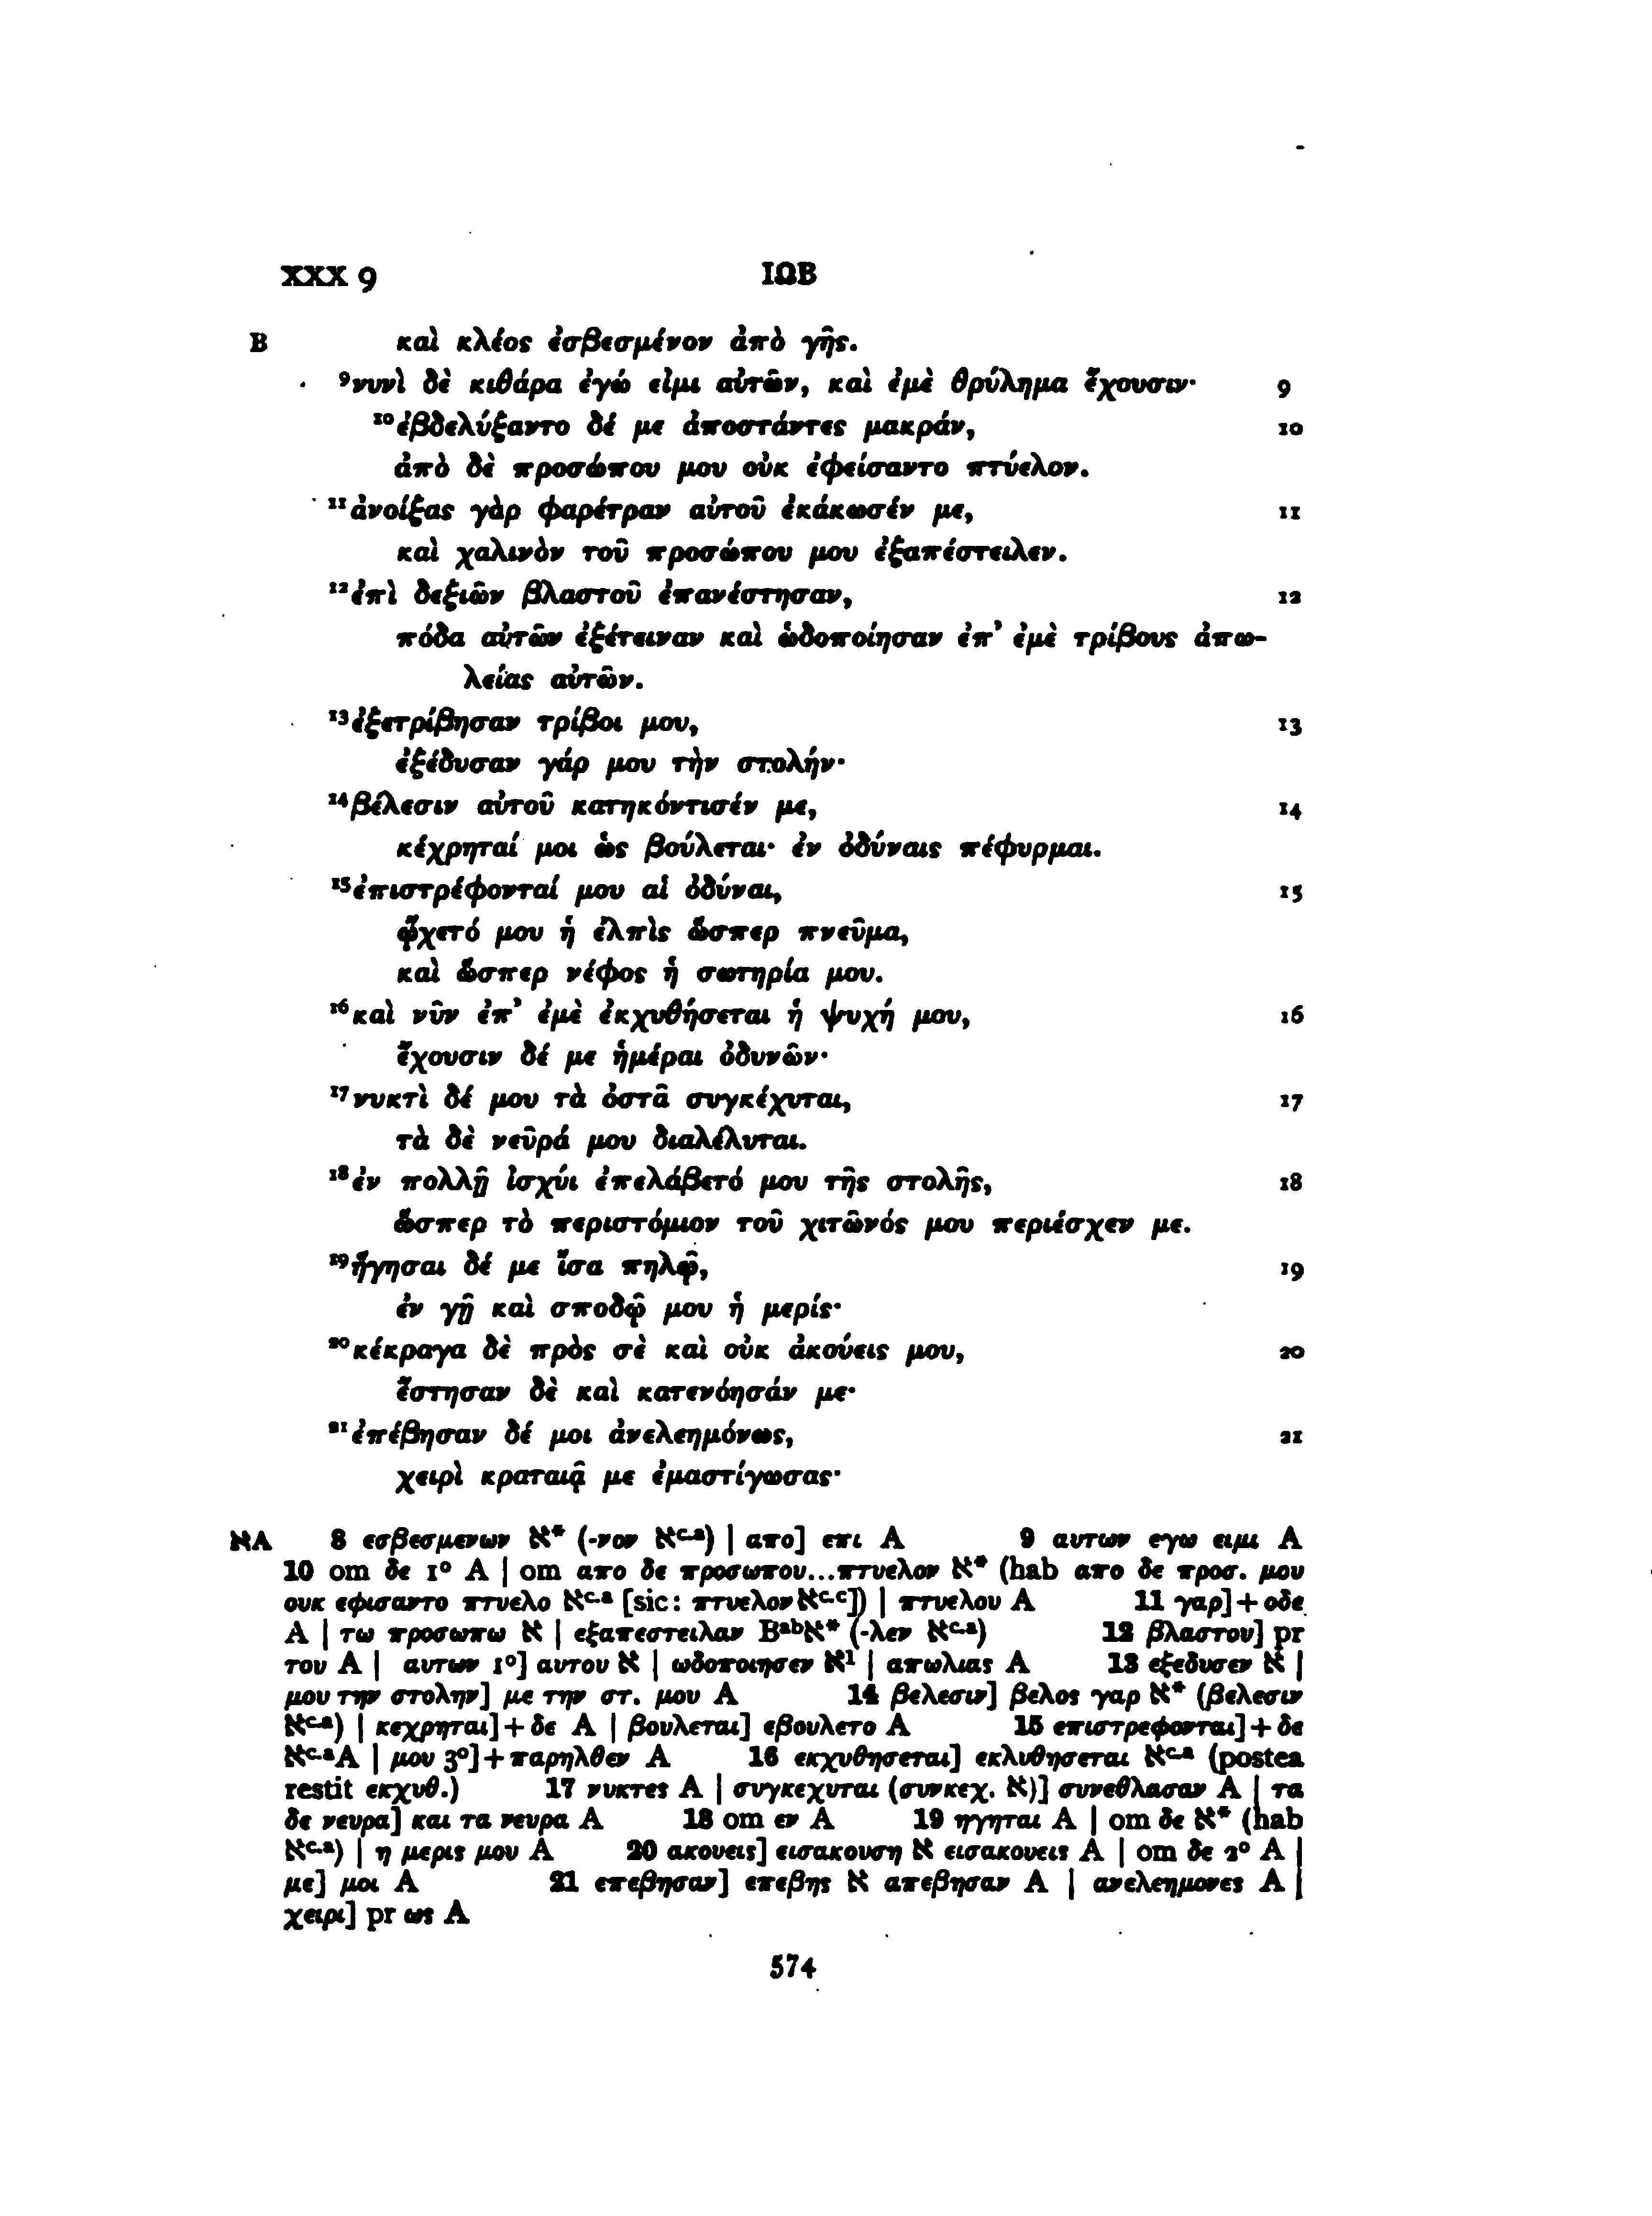 XXX 9 ΙΩΒ
B καὶ κλέος ἐσβεσμένον ἀπὸ γῆς.
⁹νυνὶ δὲ κιθάρα ἐγώ εἰμι αὐτῶν, καὶ ἐμὲ θρύλημα ἔχουσιν· 9
¹⁰ἐβδελύξαντο δέ με ἀποστάντες μακράν, 10
ἀπὸ δὲ προσώπου μου οὐκ ἐφείσαντο πτύελον.
¹¹ἀνοίξας γὰρ φαρέτραν αὐτοῦ ἐκάκωσέν με, 11
καὶ χαλινὸν τοῦ προσώπου μου ἐξαπέστειλεν.
¹²ἐπὶ δεξιῶν βλαστοῦ ἐπανέστησαν, 12
πόδα αὐτῶν ἐξέτειναν καὶ ὡδοποίησαν ἐπ’ ἐμὲ τρίβους ἀπω-
λείας αὐτῶν.
¹³ἐξετρίβησαν τρίβοι μου, 13
ἐξέδυσαν γάρ μου τὴν στολήν·
¹⁴βέλεσιν αὐτοῦ κατηκόντισέν με, 14
κέχρηταί μοι ὡς βούλεται· ἐν ὀδύναις πέφυρμαι.
¹⁵ἐπιστρέφονταί μου αἱ ὀδύναι, 15
ᾤχετό μου ἡ ἐλπὶς ὥσπερ πνεῦμα,
καὶ ὥσπερ νέφος ἡ σωτηρία μου.
¹⁶καὶ νῦν ἐπ’ ἐμὲ ἐκχυθήσεται ἡ ψυχή μου, 16
ἔχουσιν δέ με ἡμέραι ὀδυνῶν·
¹⁷νυκτὶ δέ μου τὰ ὀστᾶ συγκέχυται, 17
τὰ δὲ νεῦρά μου διαλέλυται.
¹⁸ἐν πολλῇ ἰσχύι ἐπελάβετό μου τῆς στολῆς, 18
ὥσπερ τὸ περιστόμιον τοῦ χιτῶνός μου περιέσχεν με.
¹⁹ἥγησαι δέ με ἴσα πηλῷ, 19
ἐν γῇ καὶ σποδῷ μου ἡ μερίς·
²⁰κέκραγα δὲ πρὸς σὲ καὶ οὐκ ἀκούεις μου, 20
ἔστησαν δὲ καὶ κατενόησάν με·
²¹ἐπέβησαν δέ μοι ἀνελεημόνως, 21
χειρὶ κραταιᾷ με ἐμαστίγωσας·
אA 8 εσβεσμενων א* (-νον אᶜ·ᵃ) | απο] επι A 9 αυτων εγω ειμι A
10 om δε 1° A | om απο δε προσωπου...πτυελον א* (hab απο δε προσ. μου
ουκ εφισαντο πτυελο אᶜ·ᵃ [sic: πτυελον אᶜ·ᶜ]) | πτυελου A 11 γαρ]+οδε
A | τω προσωπω א | εξαπεστειλαν Bᵃᵇא* (-λεν אᶜ·ᵃ) 12 βλαστου] pr
του A | αυτων 1°] αυτου א | ωδοποιησεν א¹ | απωλιας A 13 εξεδυσεν א |
μου την στολην] με την στ. μου A 14 βελεσιν] βελος γαρ א* (βελεσιν
אᶜ·ᵃ) | κεχρηται]+δε A | βουλεται] εβουλετο A 15 επιστρεφονται]+δε
אᶜ·ᵃA | μου 3°]+παρηλθεν A 16 εκχυθησεται] εκλυθησεται אᶜ·ᵃ (postea
restit εκχυθ.) 17 νυκτες A | συγκεχυται (συνκεχ. א)] συνεθλασαν A | τα
δε νευρα] και τα νευρα A 18 om εν A 19 ηγηται A | om δε א* (hab
אᶜ·ᵃ) | η μερις μου A 20 ακουεις] εισακουση א εισακουεις A | om δε 2° A |
με] μοι A 21 επεβησαν] επεβης א απεβησαν A | ανελεημονες A |
χειρι] pr ως A
574